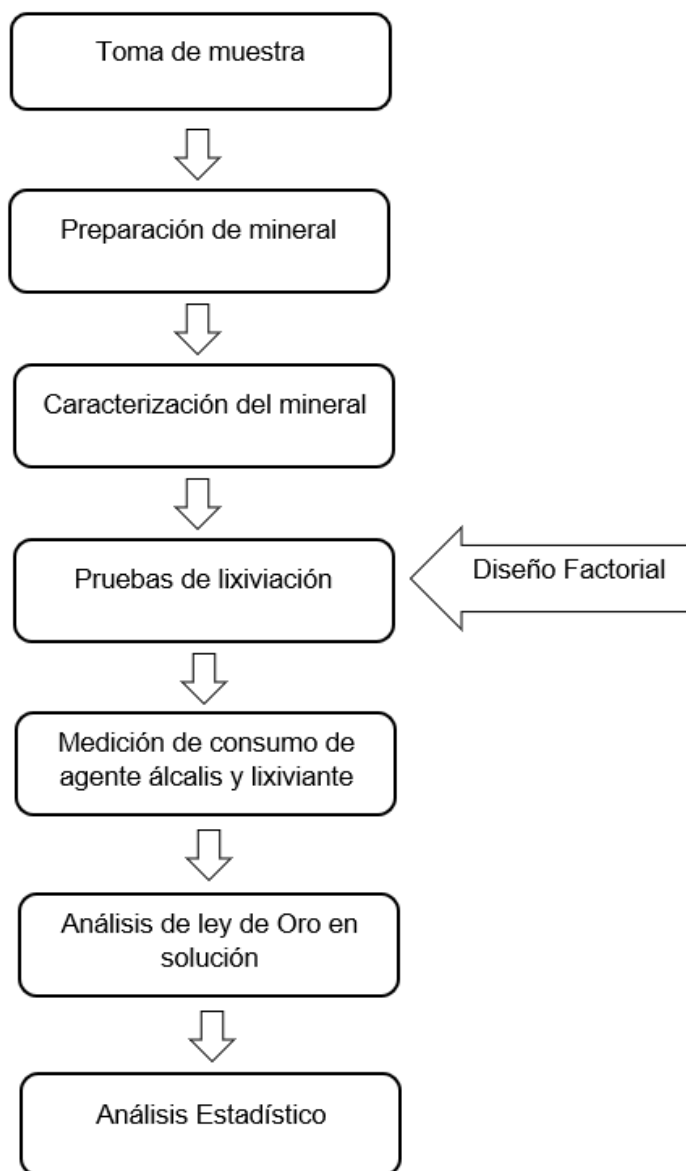 Toma de muestra
Preparación de mineral
Caracterización del mineral
Pruebas de lixiviación
Diseño Factorial
Medición de consumo de
agente álcalis y lixiviante
Análisis de ley de Oro en
solución
Análisis Estadístico